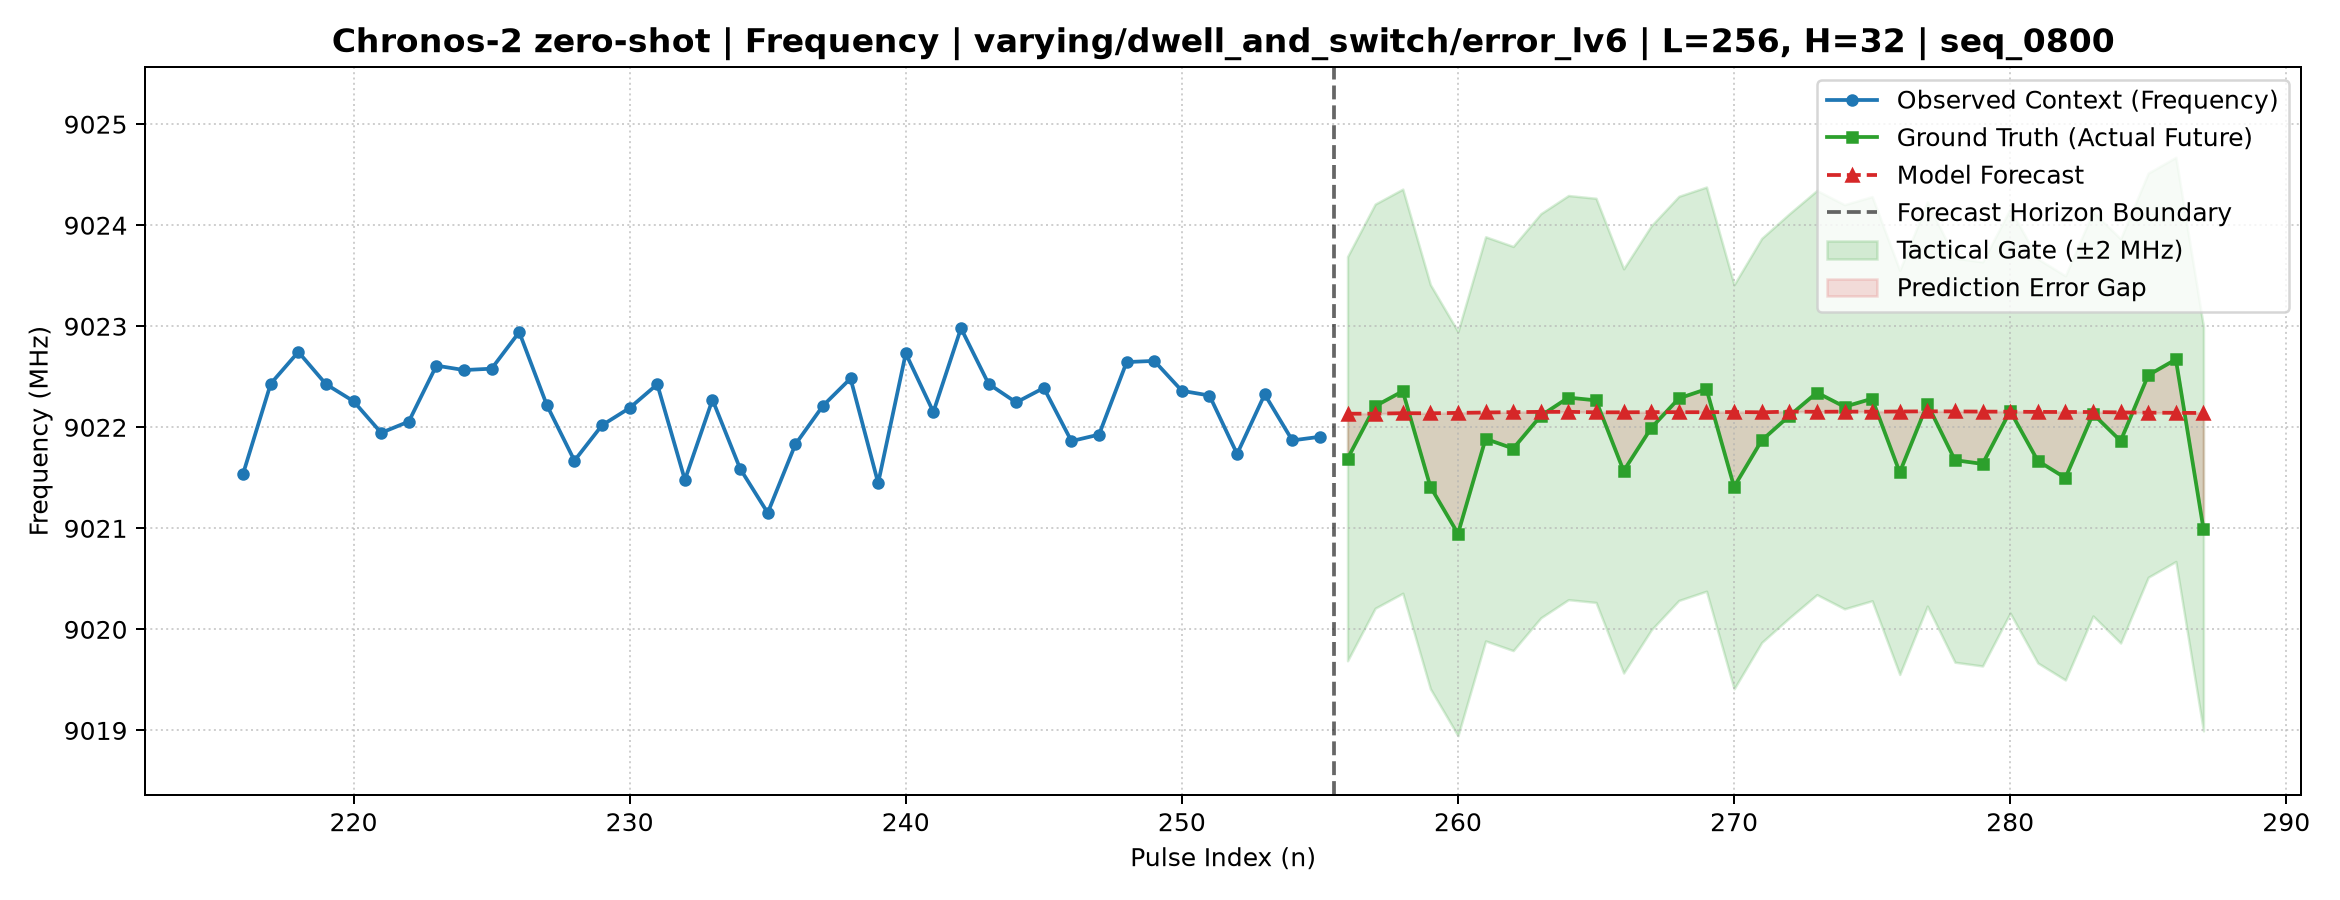 Chronos-2 zero-shot | Frequency | varying/dwell_and_switch/error_lv6 | L=256, H=32 | seq_0800
Observed Context (Frequency)
Ground Truth (Actual Future)
Model Forecast
Forecast Horizon Boundary
Tactical Gate (±2 MHz)
Prediction Error Gap
Frequency (MHz)
9025
9024
9023
9022
9021
9020
9019
220 230 240 250 260 270 280 290
Pulse Index (n)